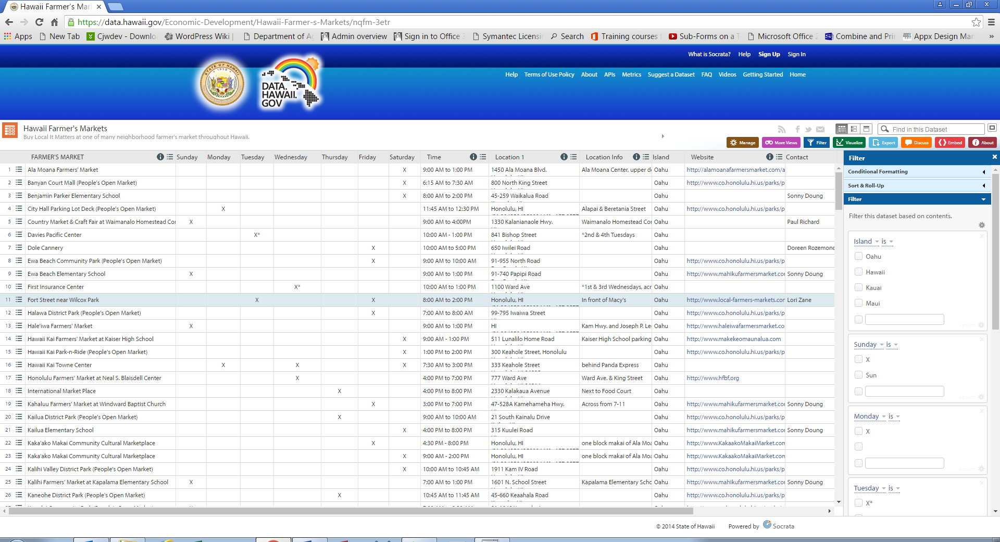 Hawaii Farmer's Mar
https://data.hawaii.gov/Economic-Development/Hawaii-Farmer-s-Markets/nqfm-3etr
Apps New Tab Cjwdev - Downlo WordPress Wiki | Department of Ag Admin overview Sign in to Office 3 Symantec Licensi Search Training courses Sub-Forms on a T Microsoft Office 2 Combine and Prin Appx Design Man »
What is Socrata? Help Sign Up Sign In
STATE OF HAWAII
1959
DATA.
HAWAII.
GOV
Help Terms of Use Policy About APIs Metrics Suggest a Dataset FAQ Videos Getting Started Home
Hawaii Farmer's Markets
Buy Local It Matters at one of many neighborhood farmer's market throughout Hawaii.
Find in this Dataset
Manage More Views Filter Visualize Export Discuss Embed About
FARMER'S MARKET Sunday Monday Tuesday Wednesday Thursday Friday Saturday Time Location 1 Location Info Island Website Contact
1 Ala Moana Farmers' Market X 9:00 AM to 1:00 PM 1450 Ala Moana Blvd. Ala Moana Center, upper de Oahu http://alamoanafarmersmarket.com/a
2 Banyan Court Mall (People's Open Market) X 6:15 AM to 7:30 AM 800 North King Street Oahu http://www.co.honolulu.hi.us/parks/p
3 Benjamin Parker Elementary School X 8:00 AM to 2:00 PM 45-259 Waikalua Road Oahu Sonny Doung
4 City Hall Parking Lot Deck (People's Open Market) X 11:45 AM to 12:30 PM Honolulu, HI Alapai & Beretania Street Oahu http://www.co.honolulu.hi.us/parks/p
5 Country Market & Craft Fair at Waimanalo Homestead Cor X 9:00 AM to 4:00PM 1330 Kalanianaole Hwy. Waimanalo Homestead Cor Oahu Paul Richard
6 Davies Pacific Center X* 10:00 AM - 1:00 PM 841 Bishop Street *2nd & 4th Tuesdays Oahu
7 Dole Cannery X 10:00 AM to 5:00 PM 650 Iwilei Road Oahu Doreen Rozemond
8 Ewa Beach Community Park (People's Open Market) X 9:00 AM to 10:00 AM 91-955 North Road Oahu http://www.co.honolulu.hi.us/parks/p
9 Ewa Beach Elementary School X 9:00 AM to 1:00 PM 91-740 Papipi Road Oahu http://www.mahikufarmersmarket.cor Sonny Doung
10 First Insurance Center X* 10:00 AM to 1:00 PM 1100 Ward Ave *1st & 3rd Wednesdays, acr Oahu
11 Fort Street near Wilcox Park X X 8:00 AM to 2:00 PM Honolulu, HI In front of Macy's Oahu http://www.local-farmers-markets.con Lori Zane
12 Halawa District Park (People's Open Market) X 7:00 AM to 8:00 AM 99-795 Iwaiwa Street Oahu http://www.co.honolulu.hi.us/parks/p
13 Hale'iwa Farmers' Market X 9:00 AM to 1:00 PM HI Kam Hwy. and Joseph P. Le Oahu http://www.haleiwafarmersmarket.co
14 Hawaii Kai Farmers' Market at Kaiser High School X 9:00 AM - 1:00 PM 511 Lunalilo Home Road Kaiser High School parking Oahu http://www.makekeomaunalua.com
15 Hawaii Kai Park-n-Ride (People's Open Market) X 1:00 PM to 2:00 PM 300 Keahole Street, Honolulu Oahu http://www.co.honolulu.hi.us/parks/p
16 Hawaii Kai Towne Center X X X 7:30 AM to 3:00 PM 333 Keahole Street behind Panda Express Oahu
17 Honolulu Farmers' Market at Neal S. Blaisdell Center X 4:00 PM to 7:00 PM 777 Ward Ave Ward Ave. & King Street Oahu http://www.hfbf.org
18 International Market Place X 4:00 PM to 8:00 PM 2330 Kalakaua Avenue Next to Food Court Oahu
19 Kahaluu Farmers' Market at Windward Baptist Church X 3:00 PM to 7:00 PM 47-528A Kamehameha Hwy. Across from 7-11 Oahu http://www.mahikufarmersmarket.cor Sonny Doung
20 Kailua District Park (People's Open Market) X 9:00 AM to 10:00 AM 21 South Kainalu Drive Oahu http://www.co.honolulu.hi.us/parks/p
21 Kailua Elementary School X 4:00 PM to 8:00 PM 315 Kuulei Road Oahu http://www.mahikufarmersmarket.cor Sonny Doung
22 Kaka'ako Makai Community Cultural Marketplace X 4:30 PM - 8:00 PM Honolulu, HI one block makai of Ala Moa Oahu http://www.KakaakoMakaiMarket.com
23 Kaka'ako Makai Community Cultural Marketplace X 9:00 AM - 2:00 PM Honolulu, HI one block makai of Ala Moa Oahu http://www.KakaakoMakaiMarket.com
24 Kalihi Valley District Park (People's Open Market) X 10:00 AM to 10:45 AM 1911 Kam IV Road Oahu http://www.co.honolulu.hi.us/parks/p
25 Kalihi Farmers' Market at Kapalama Elementary School X 7:00 AM to 1:00 PM 1601 N. School Street Kapalama Elementary Scho Oahu http://www.mahikufarmersmarket.cor Sonny Doung
26 Kaneohe District Park (People's Open Market) X 10:45 AM to 11:45 AM 45-660 Keaahala Road Oahu http://www.co.honolulu.hi.us/parks/p
Filter
Conditional Formatting
Sort & Roll-Up
Filter
Filter this dataset based on contents.
Island is
Oahu
Hawaii
Kauai
Maui
options
Sunday is
X
Sun
options
Monday is
X
options
Tuesday is
X*
© 2014 State of Hawaii Powered by Socrata